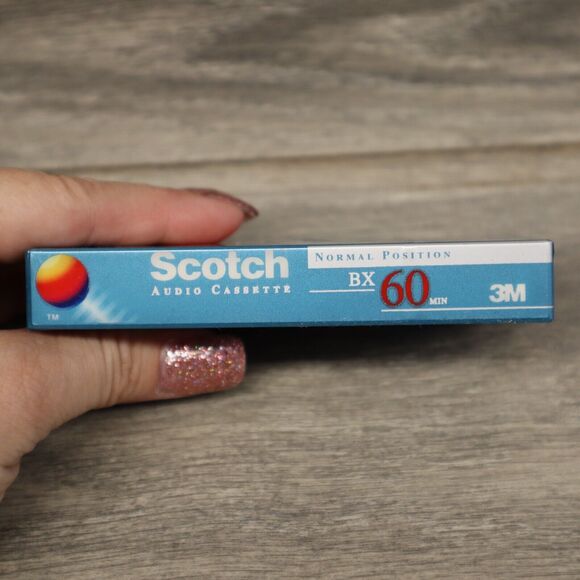 Scotch
AUDIO CASSETTE
NORMAL POSITION
BX 60 MIN
3M
TM